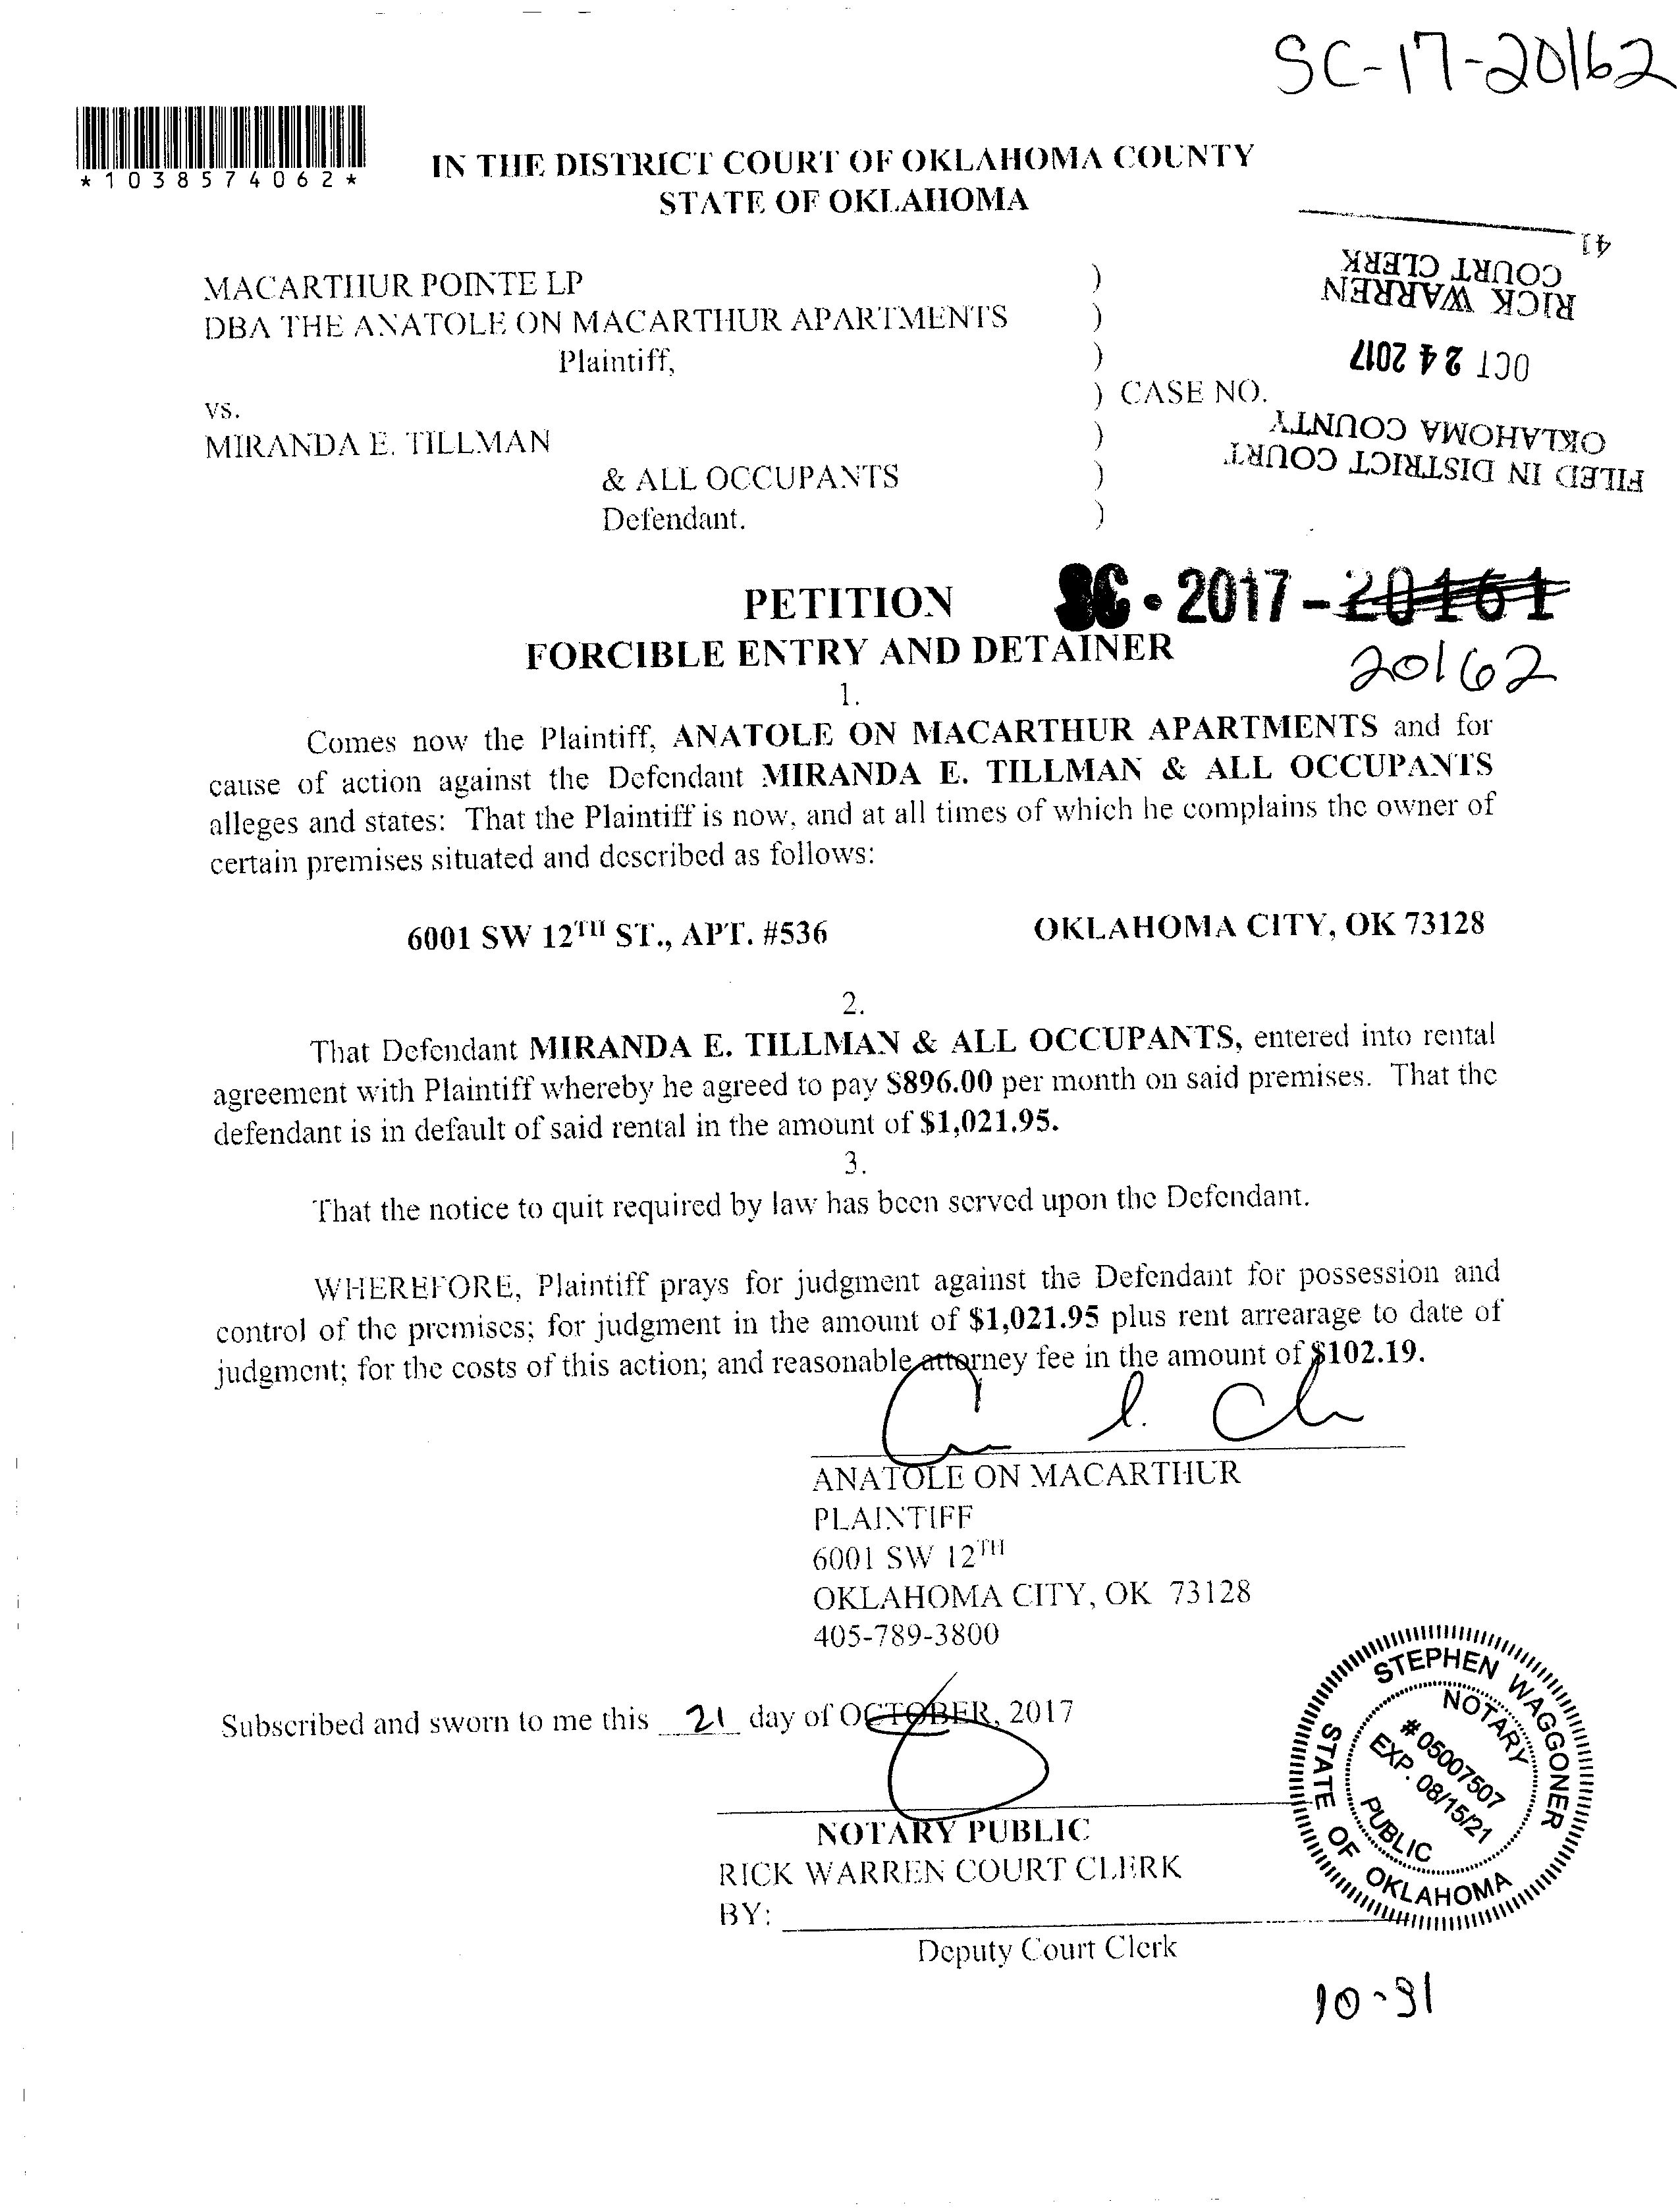 SC-17-20162
*1038574062*
IN THE DISTRICT COURT OF OKLAHOMA COUNTY
STATE OF OKLAHOMA
41
RICK WARREN
COURT CLERK
OCT 24 2017
FILED IN DISTRICT COURT
OKLAHOMA COUNTY
MACARTHUR POINTE LP )
DBA THE ANATOLE ON MACARTHUR APARTMENTS )
Plaintiff, )
) CASE NO.
vs.
MIRANDA E. TILLMAN )
& ALL OCCUPANTS )
Defendant. )
PETITION SC • 2017 - 20161
FORCIBLE ENTRY AND DETAINER
20162
1.
Comes now the Plaintiff, ANATOLE ON MACARTHUR APARTMENTS and for
cause of action against the Defendant MIRANDA E. TILLMAN & ALL OCCUPANTS
alleges and states: That the Plaintiff is now, and at all times of which he complains the owner of
certain premises situated and described as follows:
6001 SW 12TH ST., APT. #536 OKLAHOMA CITY, OK 73128
2.
That Defendant MIRANDA E. TILLMAN & ALL OCCUPANTS, entered into rental
agreement with Plaintiff whereby he agreed to pay $896.00 per month on said premises. That the
defendant is in default of said rental in the amount of $1,021.95.
3.
That the notice to quit required by law has been served upon the Defendant.
WHEREFORE, Plaintiff prays for judgment against the Defendant for possession and
control of the premises; for judgment in the amount of $1,021.95 plus rent arrearage to date of
judgment; for the costs of this action; and reasonable attorney fee in the amount of $102.19.
ANATOLE ON MACARTHUR
PLAINTIFF
6001 SW 12TH
OKLAHOMA CITY, OK 73128
405-789-3800
Subscribed and sworn to me this 21 day of OCTOBER, 2017
NOTARY PUBLIC
RICK WARREN COURT CLERK
BY:
Deputy Court Clerk
STEPHEN WAGGONER
NOTARY
# 05007507
EXP. 08/15/21
PUBLIC
STATE OF OKLAHOMA
10-31